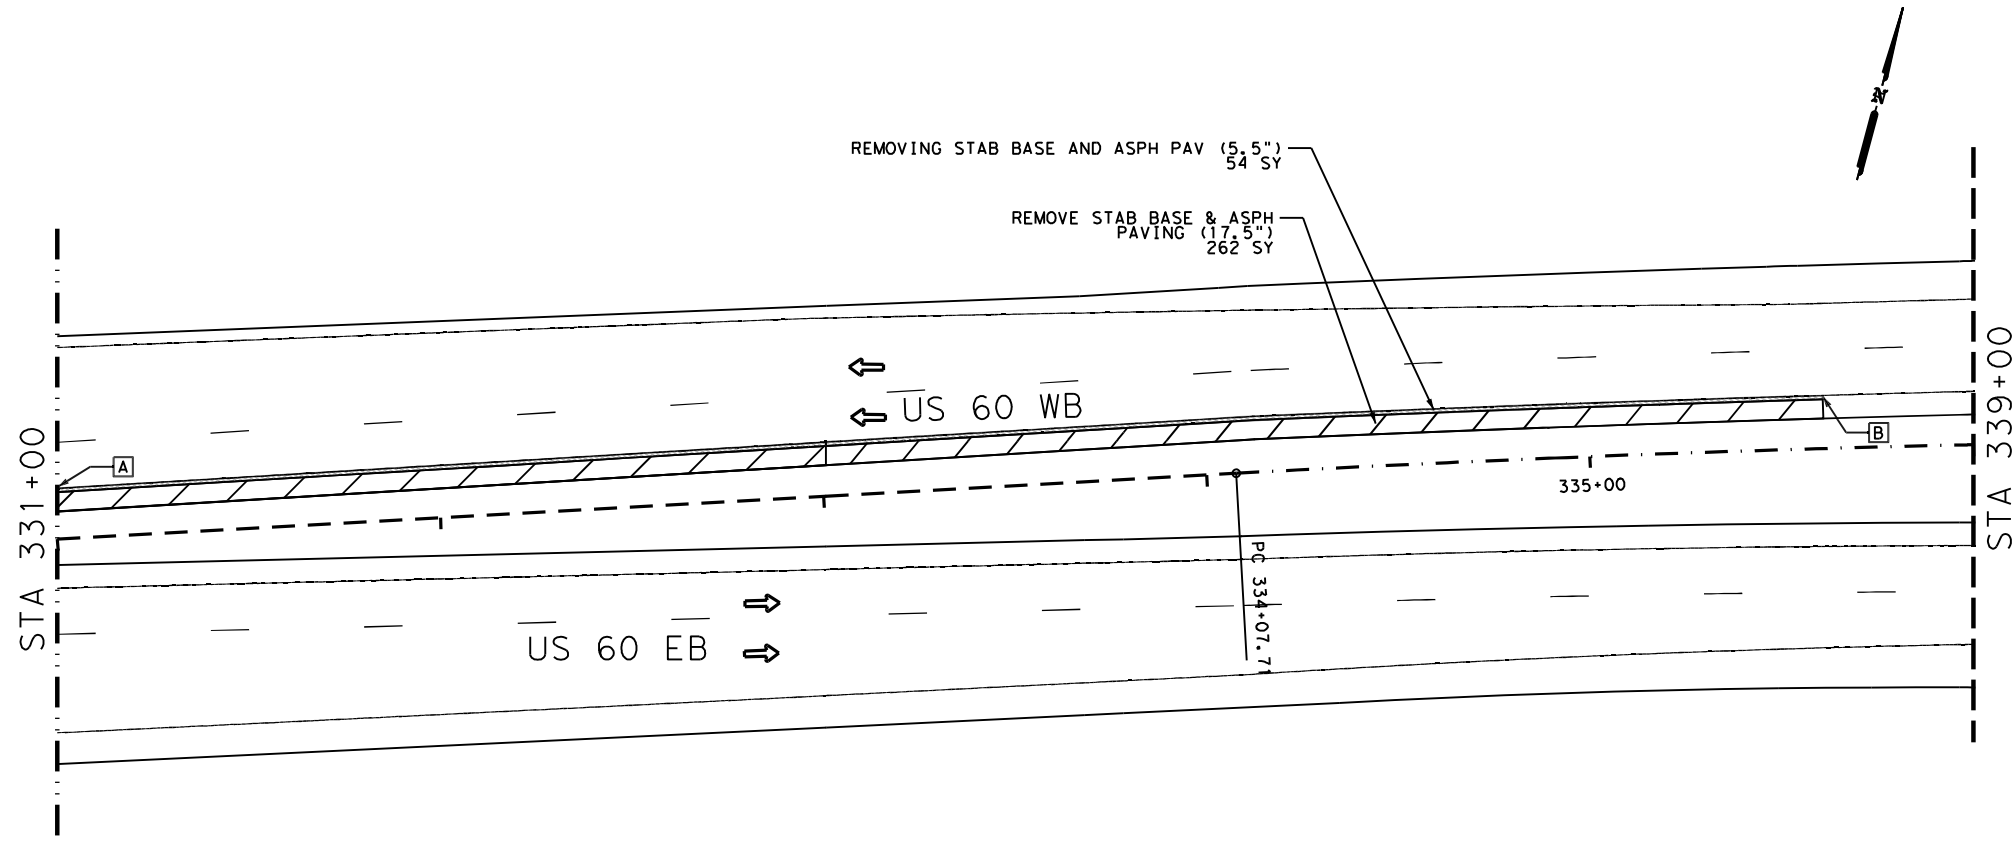 N
REMOVING STAB BASE AND ASPH PAV (5.5")
54 SY
REMOVE STAB BASE & ASPH
PAVING (17.5")
262 SY
US 60 WB
A
B
335+00
STA 331+00
STA 339+00
PC 334+07.71
US 60 EB